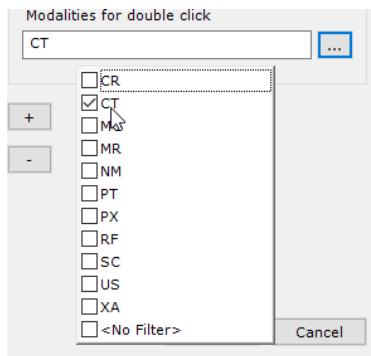 Modalities for double click
CT
...
CR
CT
MR
NM
PT
PX
RF
SC
US
XA
<No Filter>
+
-
Cancel